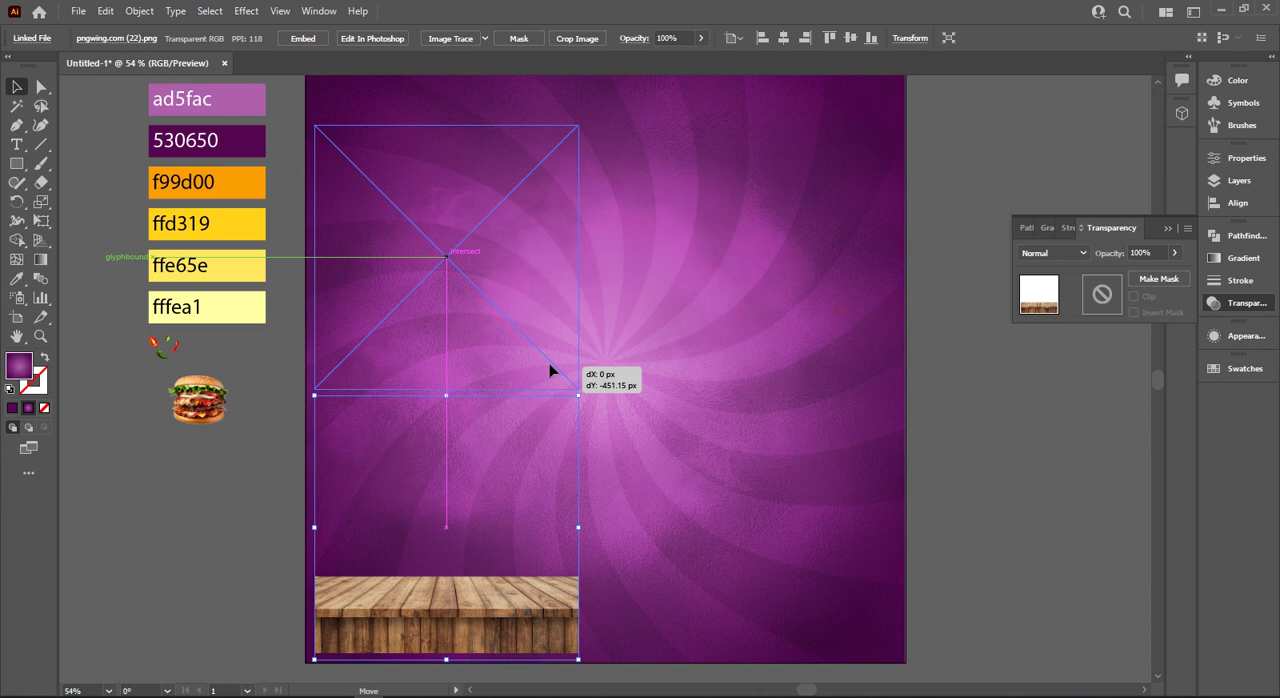 Ai File Edit Object Type Select Effect View Window Help
Linked File pngwing.com (22).png Transparent RGB PPI: 118 Embed Edit In Photoshop Image Trace Mask Crop Image Opacity: 100% Transform
Untitled-1* @ 54 % (RGB/Preview) ×
ad5fac
530650
f99d00
ffd319
ffe65e
fffea1
glyphbound
intersect
dX: 0 px
dY: -451.15 px
Color
Symbols
Brushes
Properties
Layers
Align
Pathfind...
Gradient
Stroke
Transpar...
Appeara...
Swatches
Patl Gra Stro Transparency
Normal Opacity: 100%
Make Mask
Clip
Invert Mask
54% 0° 1 Move